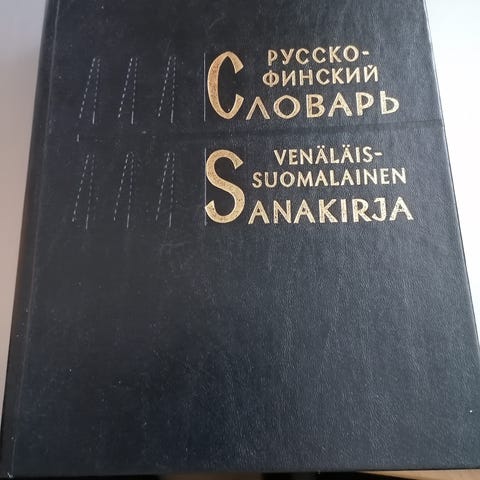 РУССКО-
ФИНСКИЙ
СЛОВАРЬ
VENÄLÄIS-
SUOMALAINEN
SANAKIRJA